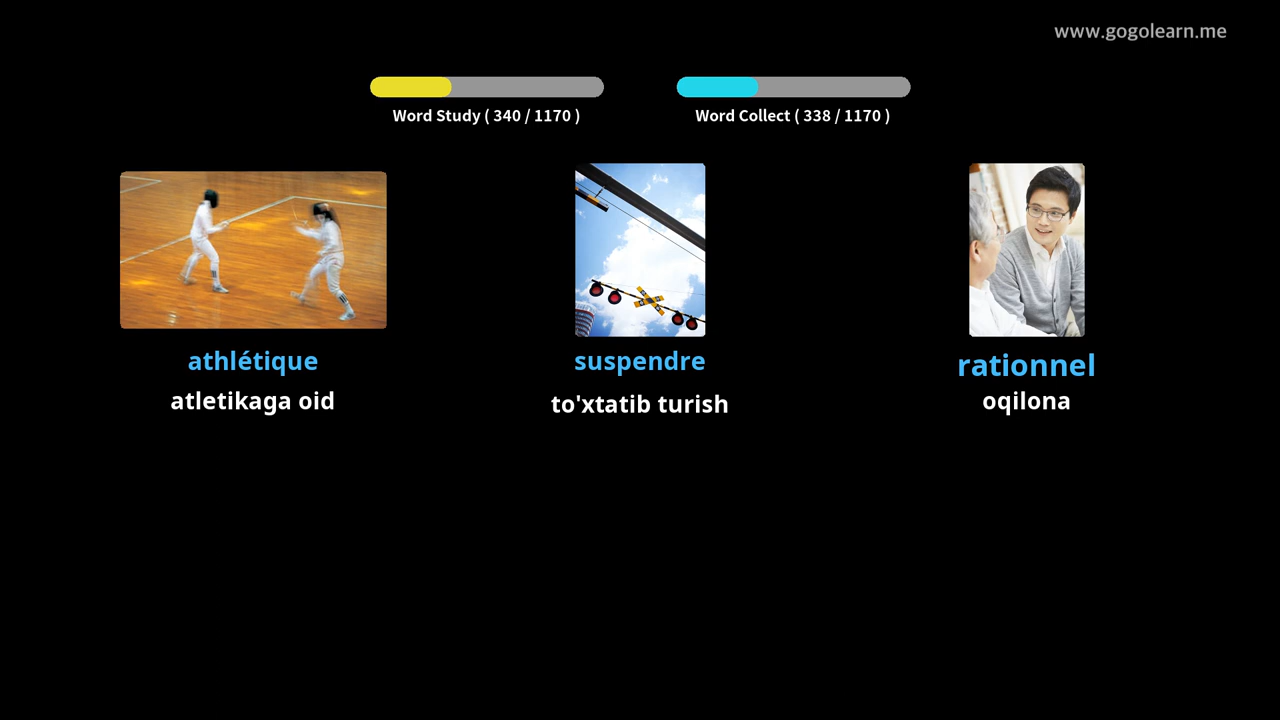 www.gogolearn.me
Word Study ( 340 / 1170 )
Word Collect ( 338 / 1170 )
athlétique
atletikaga oid
suspendre
to'xtatib turish
rationnel
oqilona